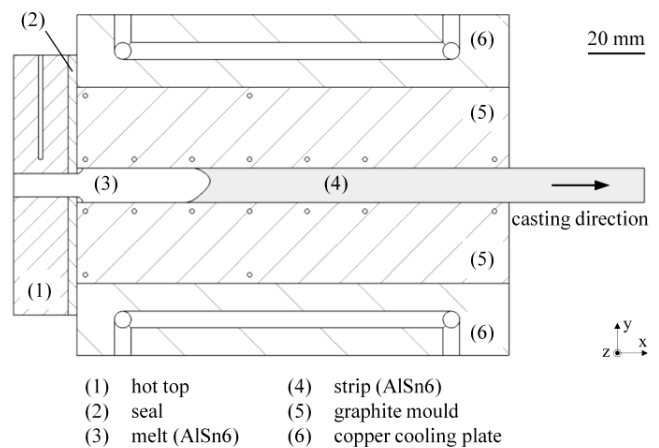 (2)
(6)
20 mm
(5)
(3)
(4)
casting direction
(5)
(1)
(6)
y
z
x
(1) hot top (4) strip (AlSn6)
(2) seal (5) graphite mould
(3) melt (AlSn6) (6) copper cooling plate